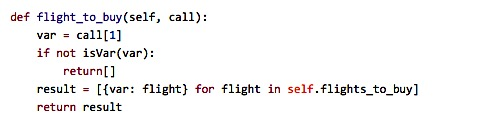 def flight_to_buy(self, call):
    var = call[1]
    if not isVar(var):
        return[]
    result = [{var: flight} for flight in self.flights_to_buy]
    return result